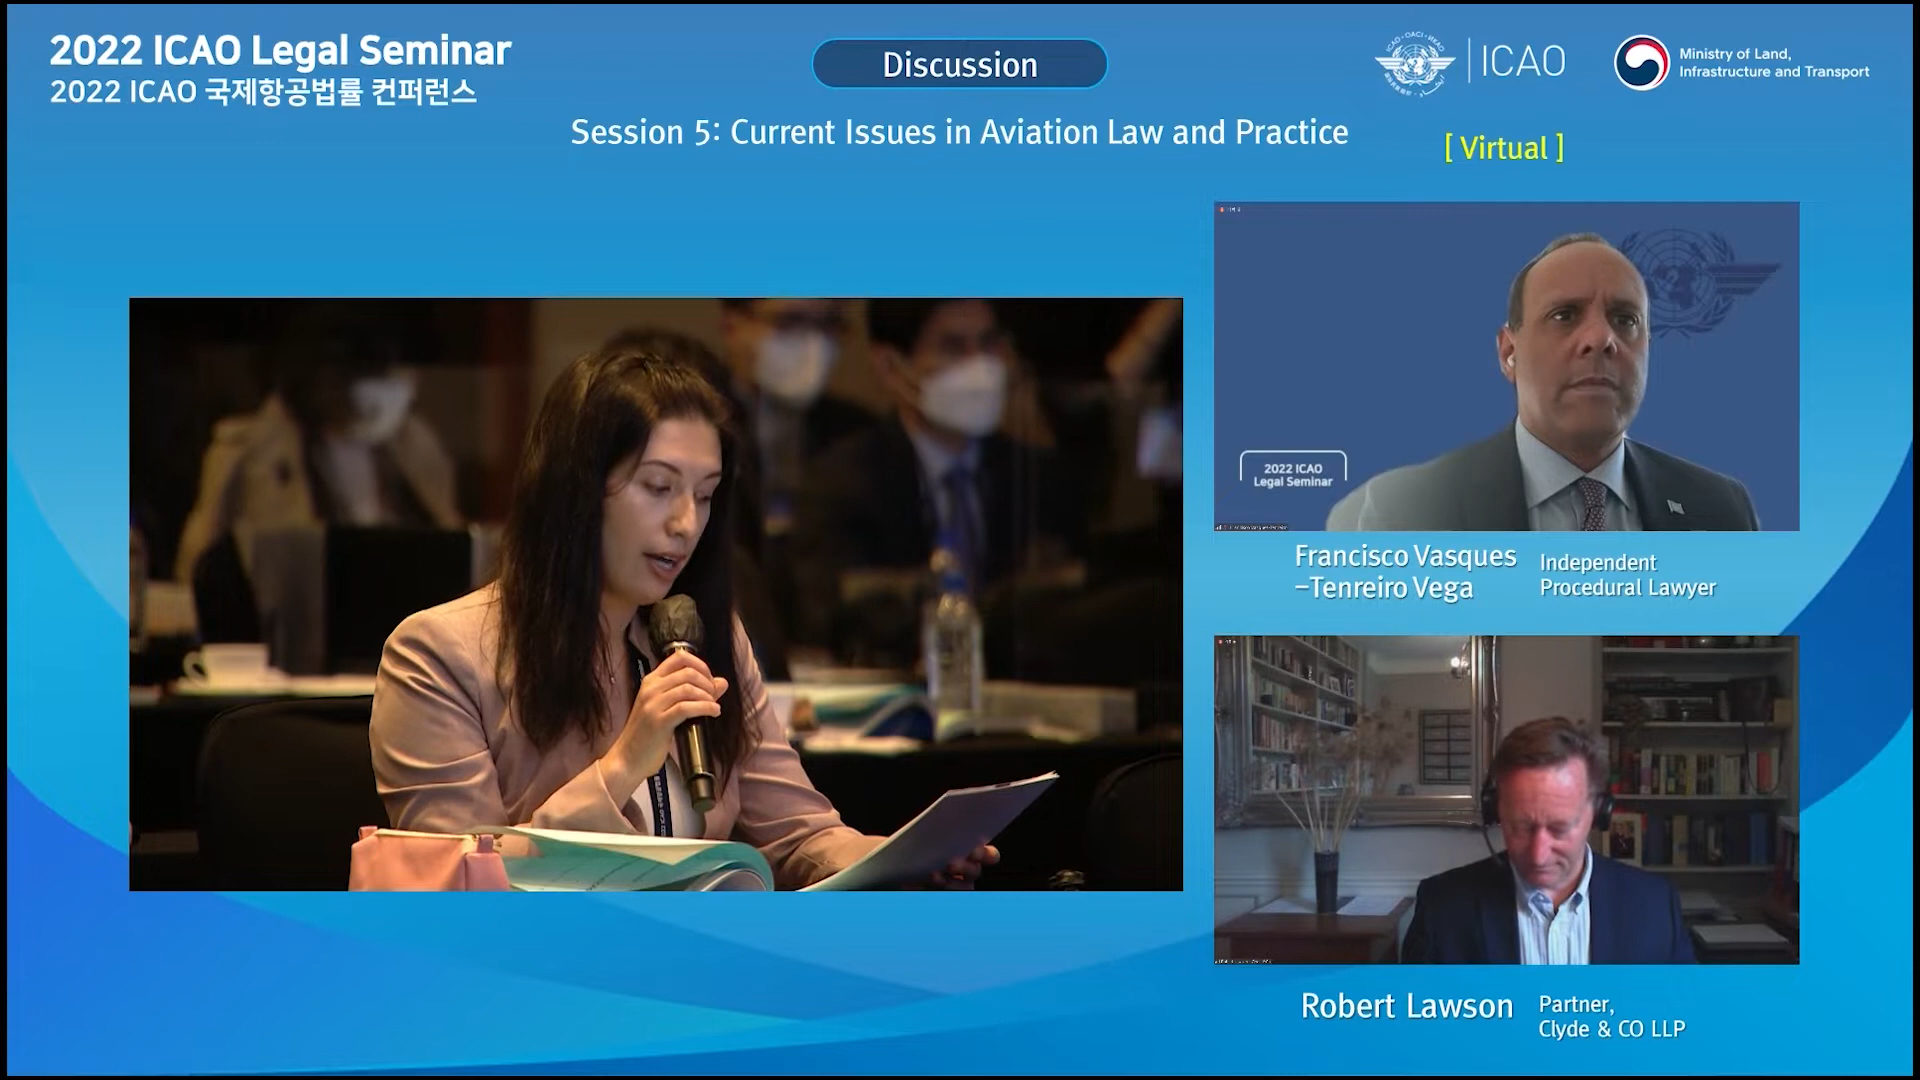 2022 ICAO Legal Seminar
2022 ICAO 국제항공법률 컨퍼런스
Discussion
Session 5: Current Issues in Aviation Law and Practice
[ Virtual ]
ICAO
Ministry of Land,
Infrastructure and Transport
2022 ICAO
Legal Seminar
Francisco Vasques
-Tenreiro Vega
Independent
Procedural Lawyer
Robert Lawson
Partner,
Clyde & CO LLP